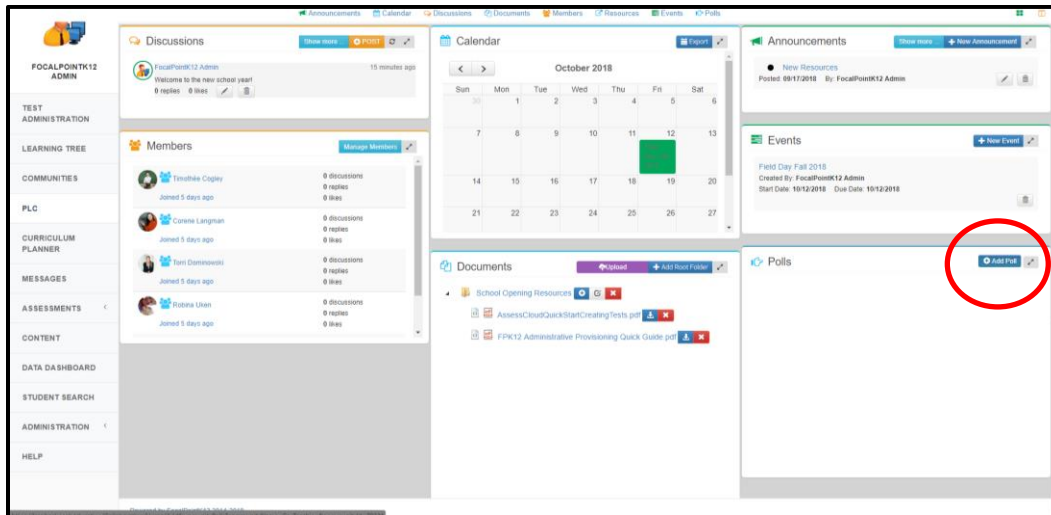 Announcements Calendar Discussions Documents Members Resources Events Polls
FOCALPOINTK12
ADMIN
TEST
ADMINISTRATION
LEARNING TREE
COMMUNITIES
PLC
CURRICULUM
PLANNER
MESSAGES
ASSESSMENTS
CONTENT
DATA DASHBOARD
STUDENT SEARCH
ADMINISTRATION
HELP
Discussions Show more... POST
FocalPointK12 Admin 15 minutes ago
Welcome to the new school year!
0 replies 0 likes
Members Manage Members
Timothée Copley 0 discussions
0 replies
Joined 5 days ago 0 likes
Corene Langman 0 discussions
0 replies
Joined 5 days ago 0 likes
Torri Dominowski 0 discussions
0 replies
Joined 5 days ago 0 likes
Robina Uken 0 discussions
0 replies
Joined 5 days ago 0 likes
Calendar Export
October 2018
Sun Mon Tue Wed Thu Fri Sat
30 1 2 3 4 5 6
7 8 9 10 11 12 13
14 15 16 17 18 19 20
21 22 23 24 25 26 27
Documents Upload Add Root Folder
School Opening Resources
AssessCloudQuickStartCreatingTests.pdf
FPK12 Administrative Provisioning Quick Guide.pdf
Announcements Show more... New Announcement
New Resources
Posted: 09/17/2018 By: FocalPointK12 Admin
Events New Event
Field Day Fall 2018
Created By: FocalPointK12 Admin
Start Date: 10/12/2018 Due Date: 10/12/2018
Polls Add Poll